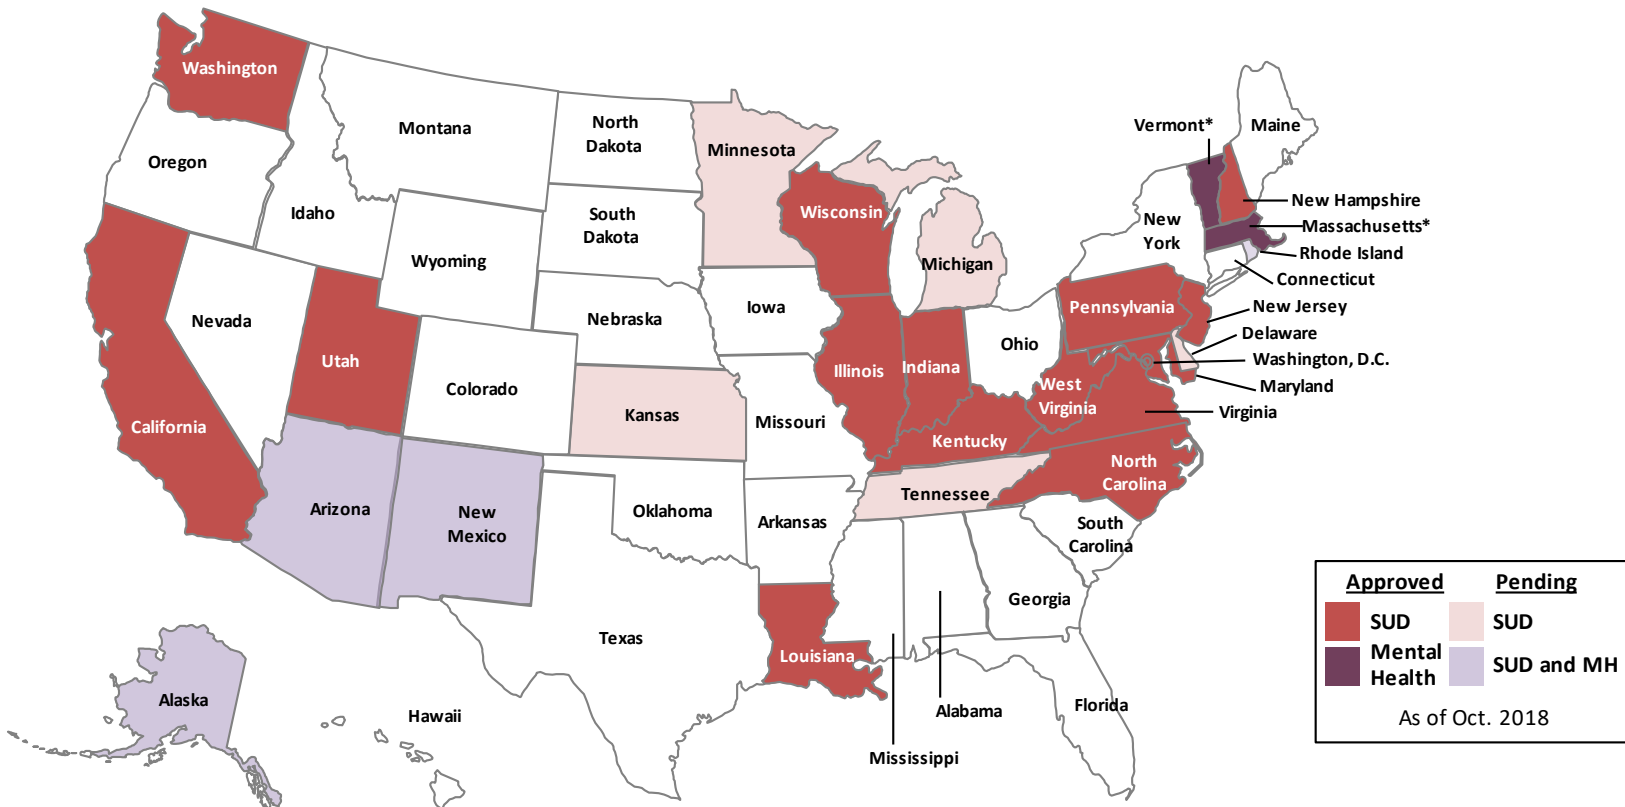 Washington
Montana
North
Dakota
Minnesota
Vermont*
Maine
Oregon
Idaho
South
Dakota
Wisconsin
New
York
New Hampshire
Massachusetts*
Rhode Island
Connecticut
Wyoming
Michigan
Nevada
Nebraska
Iowa
Pennsylvania
New Jersey
Delaware
Washington, D.C.
Maryland
Virginia
Utah
Colorado
Kansas
Missouri
Illinois
Indiana
Ohio
West
Virginia
Kentucky
California
Arizona
New
Mexico
Oklahoma
Arkansas
Tennessee
North
Carolina
South
Carolina
Georgia
Texas
Louisiana
Alaska
Hawaii
Mississippi
Alabama
Florida
Approved
Pending
SUD
SUD
Mental
Health
SUD and MH
As of Oct. 2018